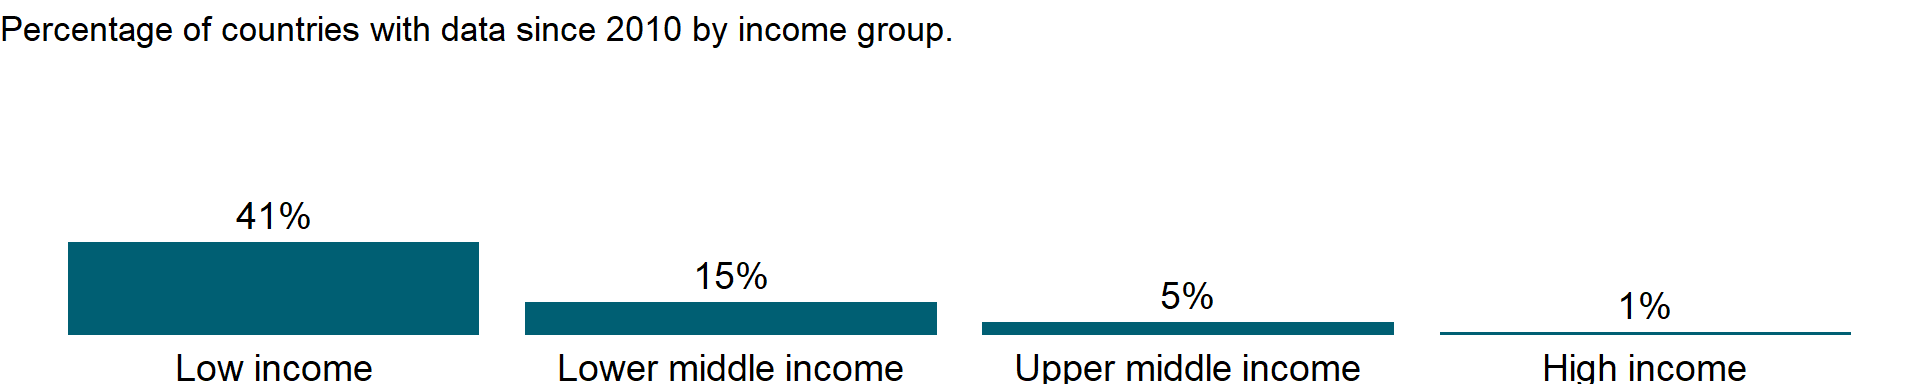 Percentage of countries with data since 2010 by income group.
41%
15%
5%
1%
Low income
Lower middle income
Upper middle income
High income